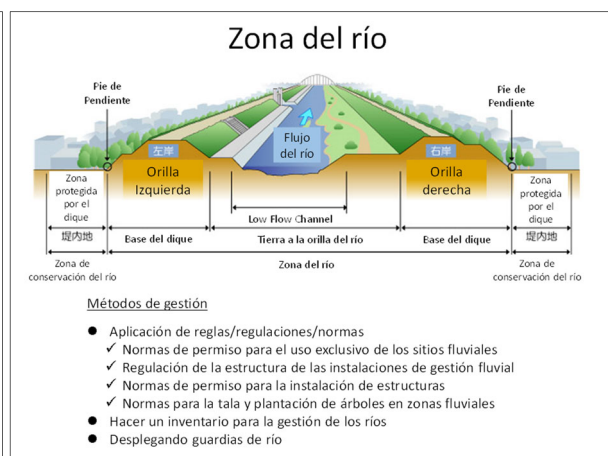 Zona del río
Pie de
Pendiente
Pie de
Pendiente
Flujo
del río
左岸
右岸
Orilla
Izquierda
Orilla
derecha
Zona
protegida
por el
dique
Zona
protegida
por el
dique
Low Flow Channel
堤内地
Base del dique
Tierra a la orilla del río
Base del dique
堤内地
Zona de
conservación del río
Zona del río
Zona de
conservación del río
Métodos de gestión
● Aplicación de reglas/regulaciones/normas
✓ Normas de permiso para el uso exclusivo de los sitios fluviales
✓ Regulación de la estructura de las instalaciones de gestión fluvial
✓ Normas de permiso para la instalación de estructuras
✓ Normas para la tala y plantación de árboles en zonas fluviales
● Hacer un inventario para la gestión de los ríos
● Desplegando guardias de río